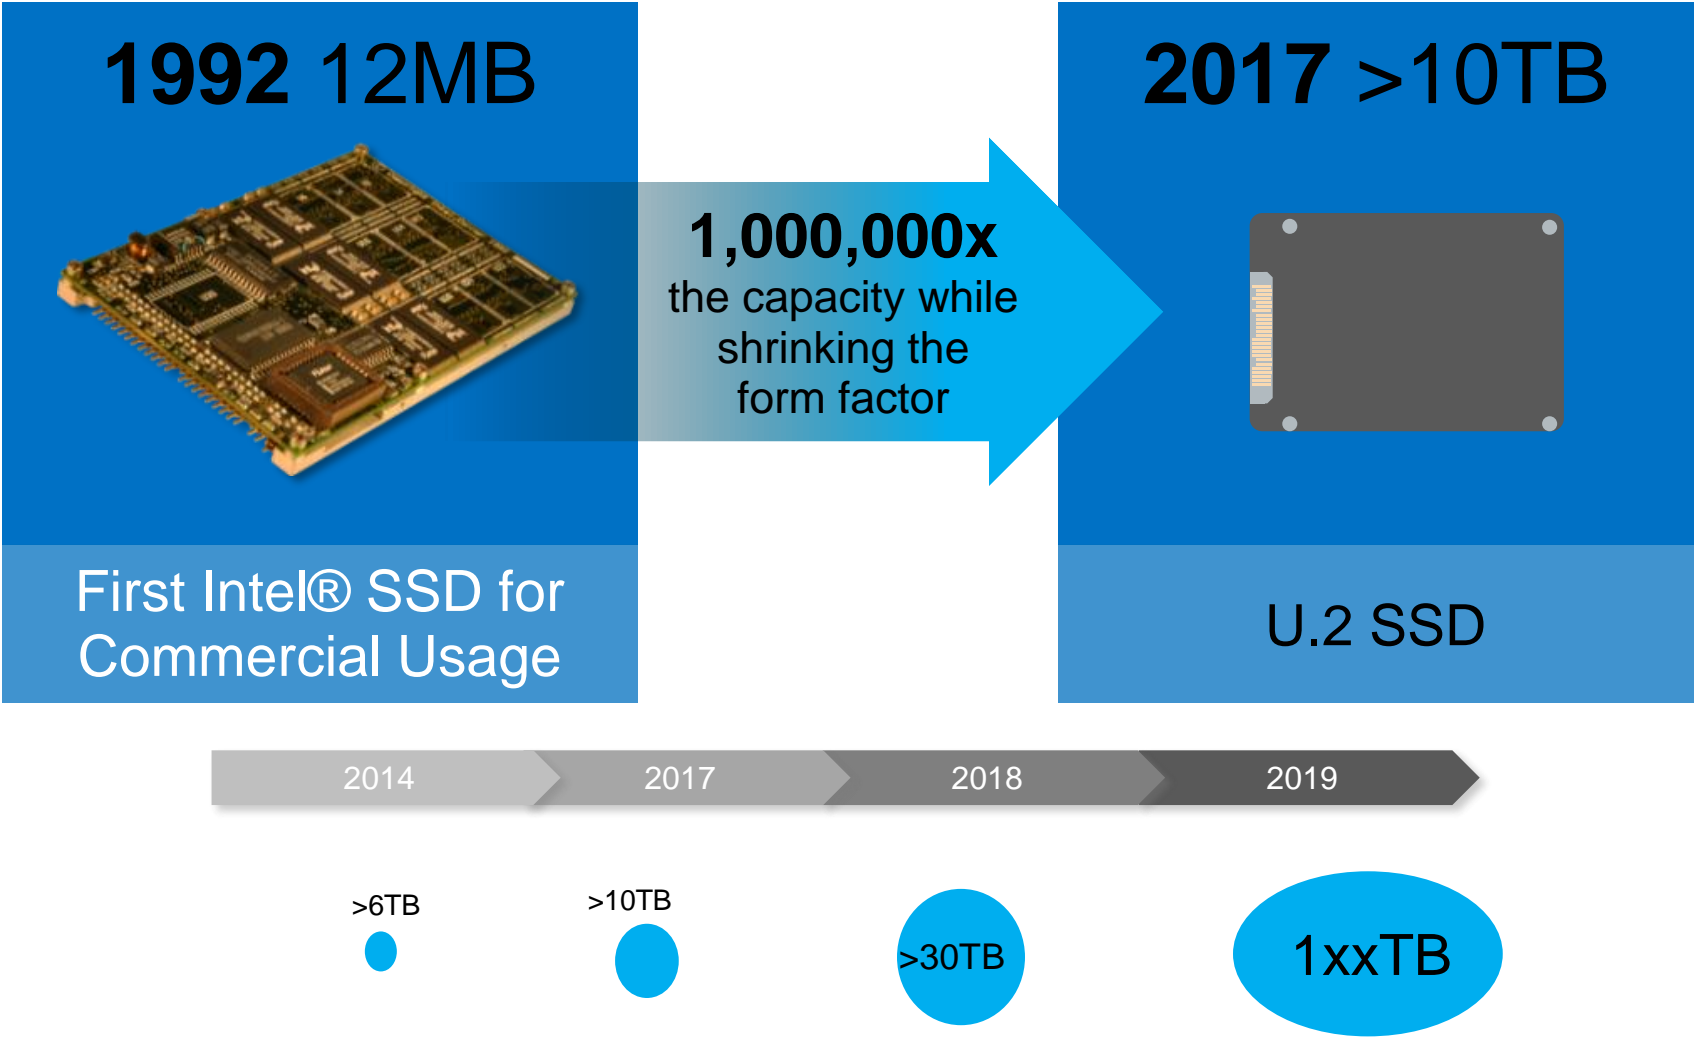 1992 12MB
2017 >10TB
1,000,000x
the capacity while
shrinking the
form factor
First Intel® SSD for
Commercial Usage
U.2 SSD
2014
2017
2018
2019
>6TB
>10TB
>30TB
1xxTB